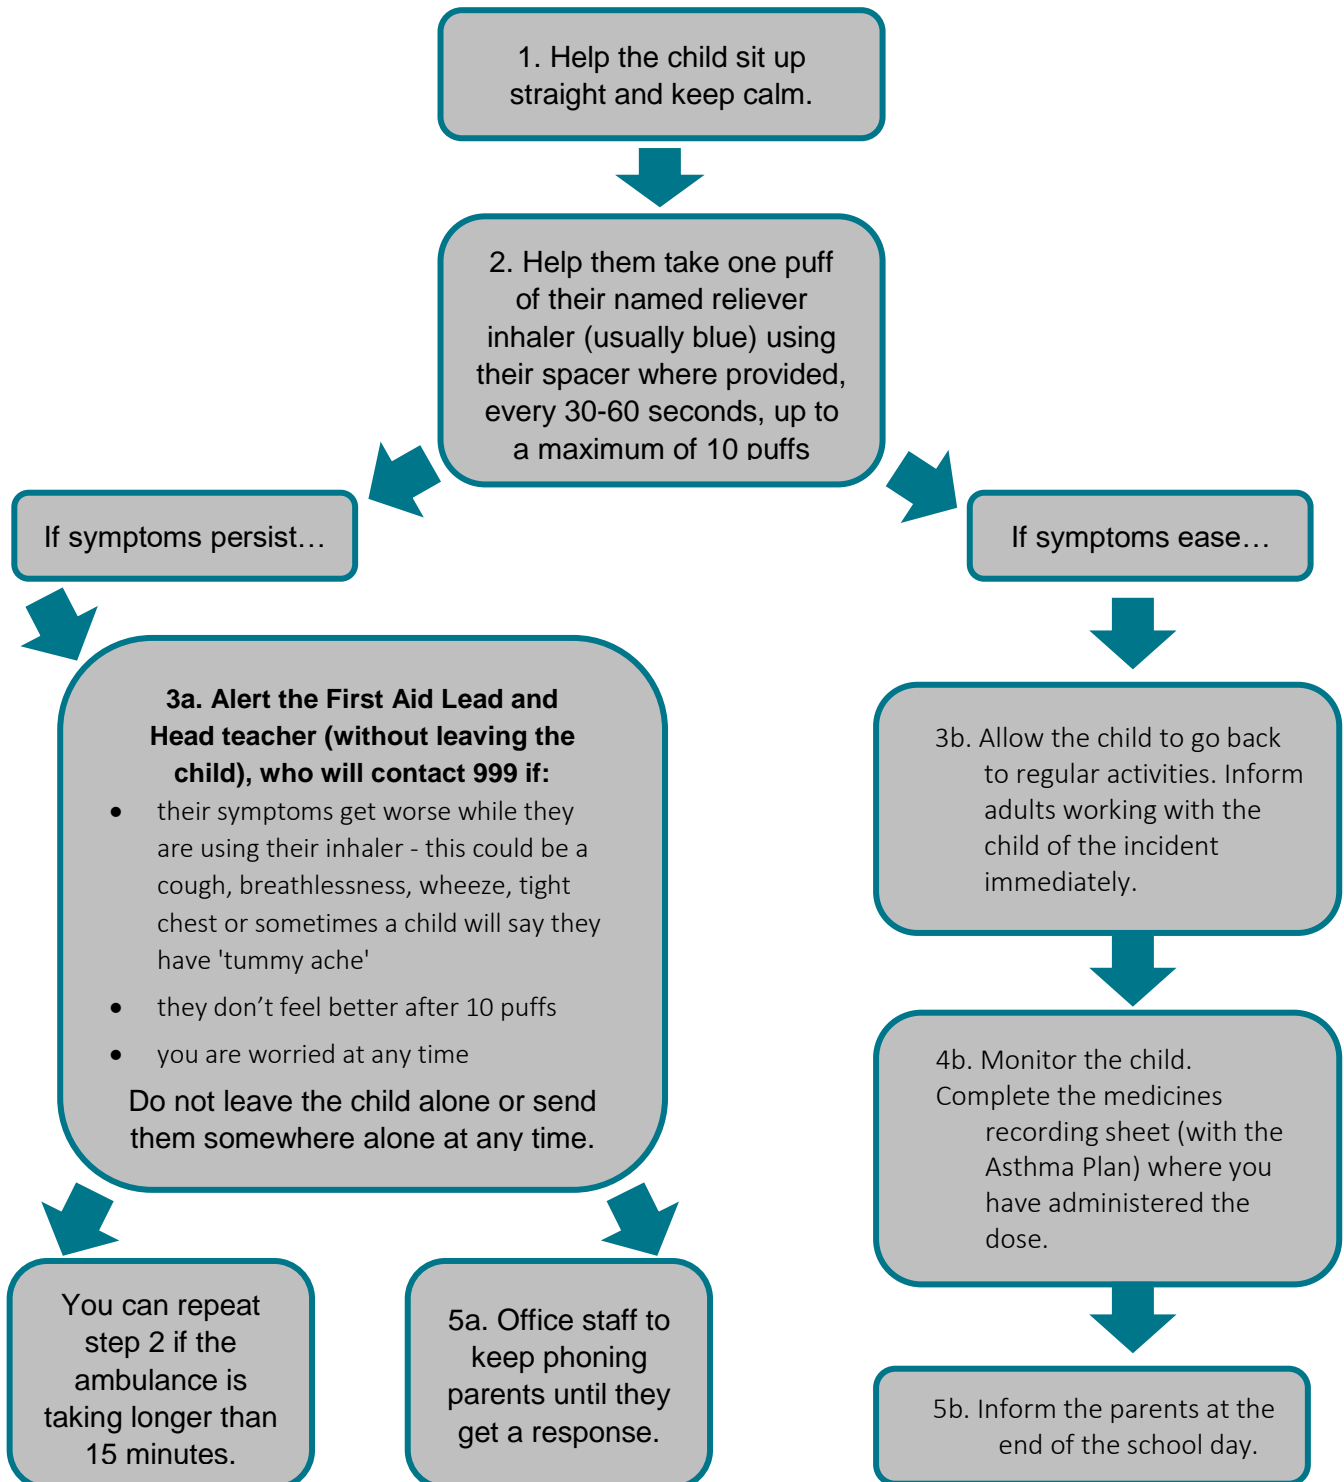 1. Help the child sit up
straight and keep calm.
2. Help them take one puff
of their named reliever
inhaler (usually blue) using
their spacer where provided,
every 30-60 seconds, up to
a maximum of 10 puffs
If symptoms persist…
If symptoms ease…
3a. Alert the First Aid Lead and
Head teacher (without leaving the
child), who will contact 999 if:
• their symptoms get worse while they
are using their inhaler - this could be a
cough, breathlessness, wheeze, tight
chest or sometimes a child will say they
have 'tummy ache'
• they don’t feel better after 10 puffs
• you are worried at any time
Do not leave the child alone or send
them somewhere alone at any time.
You can repeat
step 2 if the
ambulance is
taking longer than
15 minutes.
5a. Office staff to
keep phoning
parents until they
get a response.
3b. Allow the child to go back
to regular activities. Inform
adults working with the
child of the incident
immediately.
4b. Monitor the child.
Complete the medicines
recording sheet (with the
Asthma Plan) where you
have administered the
dose.
5b. Inform the parents at the
end of the school day.